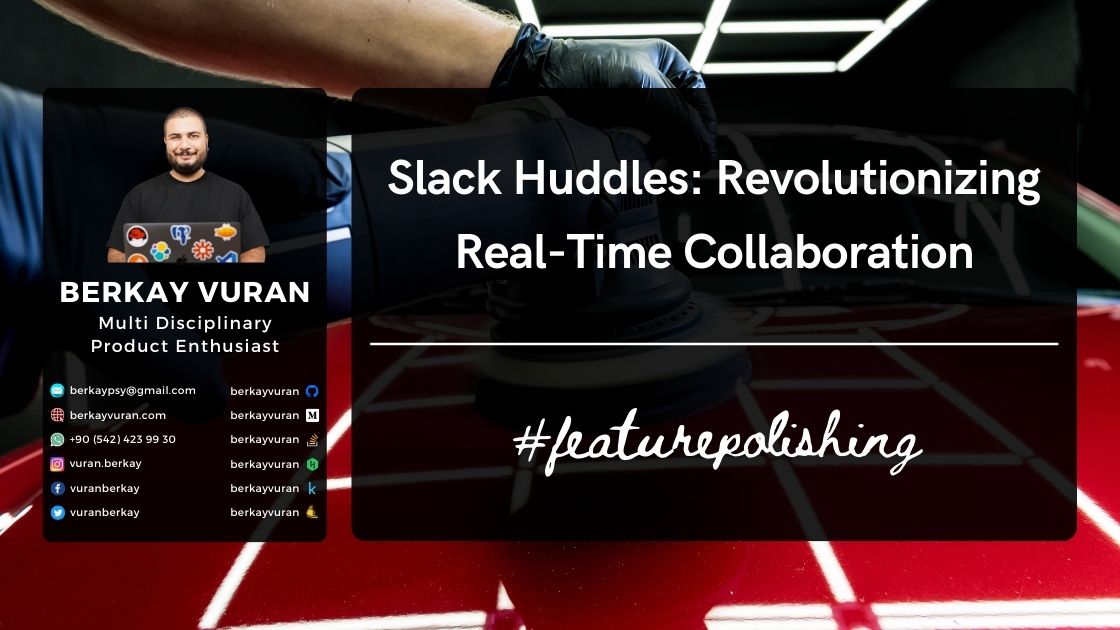 BERKAY VURAN
Multi Disciplinary
Product Enthusiast
berkaypsy@gmail.com
berkayvuran
berkayvuran.com
berkayvuran
+90 (542) 423 99 30
berkayvuran
vuran.berkay
berkayvuran
vuranberkay
berkayvuran
vuranberkay
berkayvuran
Slack Huddles: Revolutionizing
Real-Time Collaboration
#featurepolishing